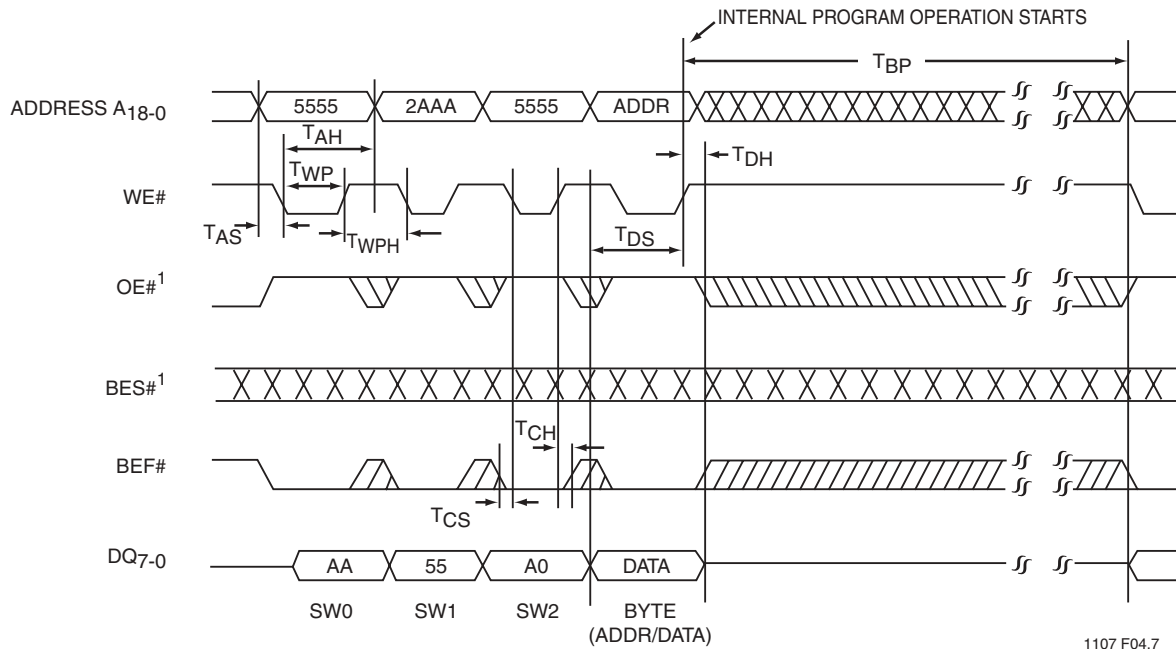 INTERNAL PROGRAM OPERATION STARTS
TBP
ADDRESS A18-0
5555
2AAA
5555
ADDR
TAH
TDH
TWP
WE#
TAS
TWPH
TDS
OE#1
BES#1
TCH
BEF#
TCS
DQ7-0
AA
55
A0
DATA
SW0
SW1
SW2
BYTE
(ADDR/DATA)
1107 F04.7